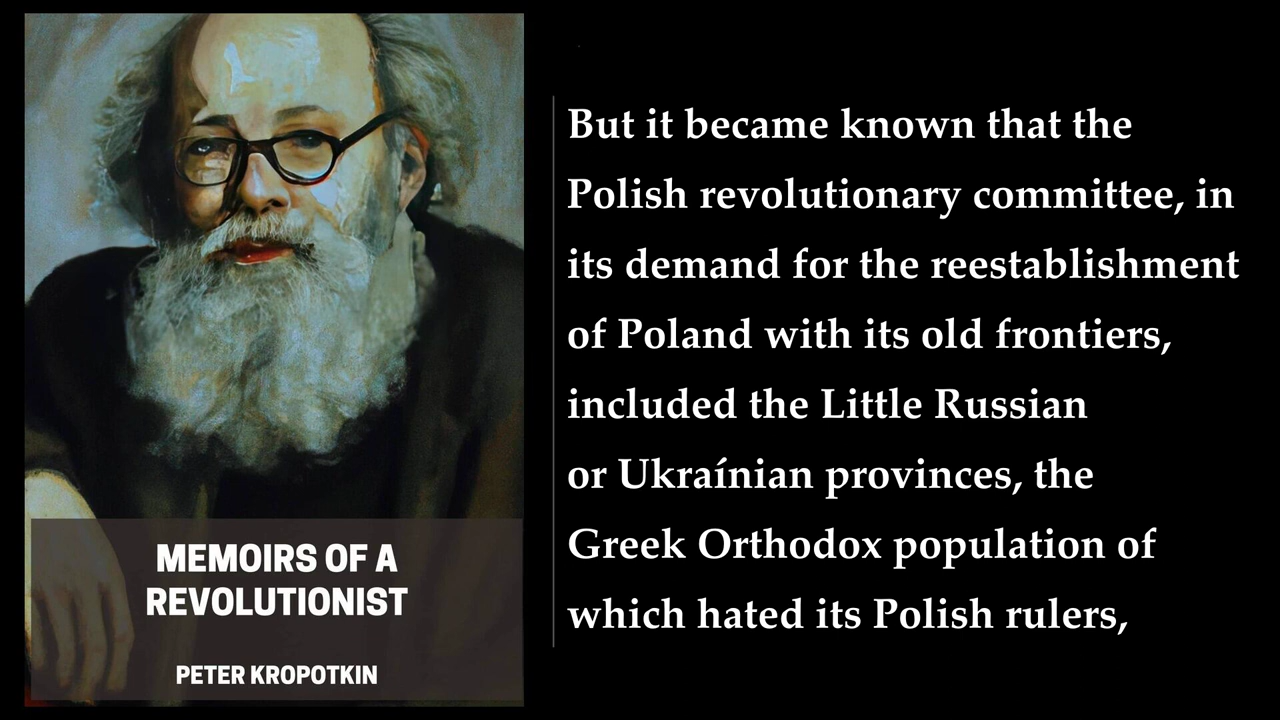 MEMOIRS OF A
REVOLUTIONIST
PETER KROPOTKIN
But it became known that the
Polish revolutionary committee, in
its demand for the reestablishment
of Poland with its old frontiers,
included the Little Russian
or Ukraínian provinces, the
Greek Orthodox population of
which hated its Polish rulers,